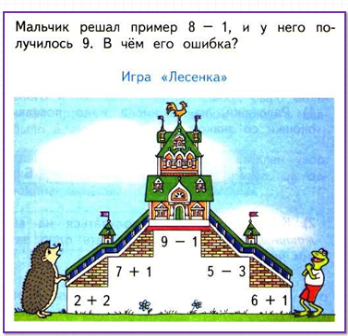 Мальчик решал пример 8 − 1, и у него по-
лучилось 9. В чём его ошибка?
Игра «Лесенка»
9 − 1
7 + 1 5 − 3
2 + 2 6 + 1